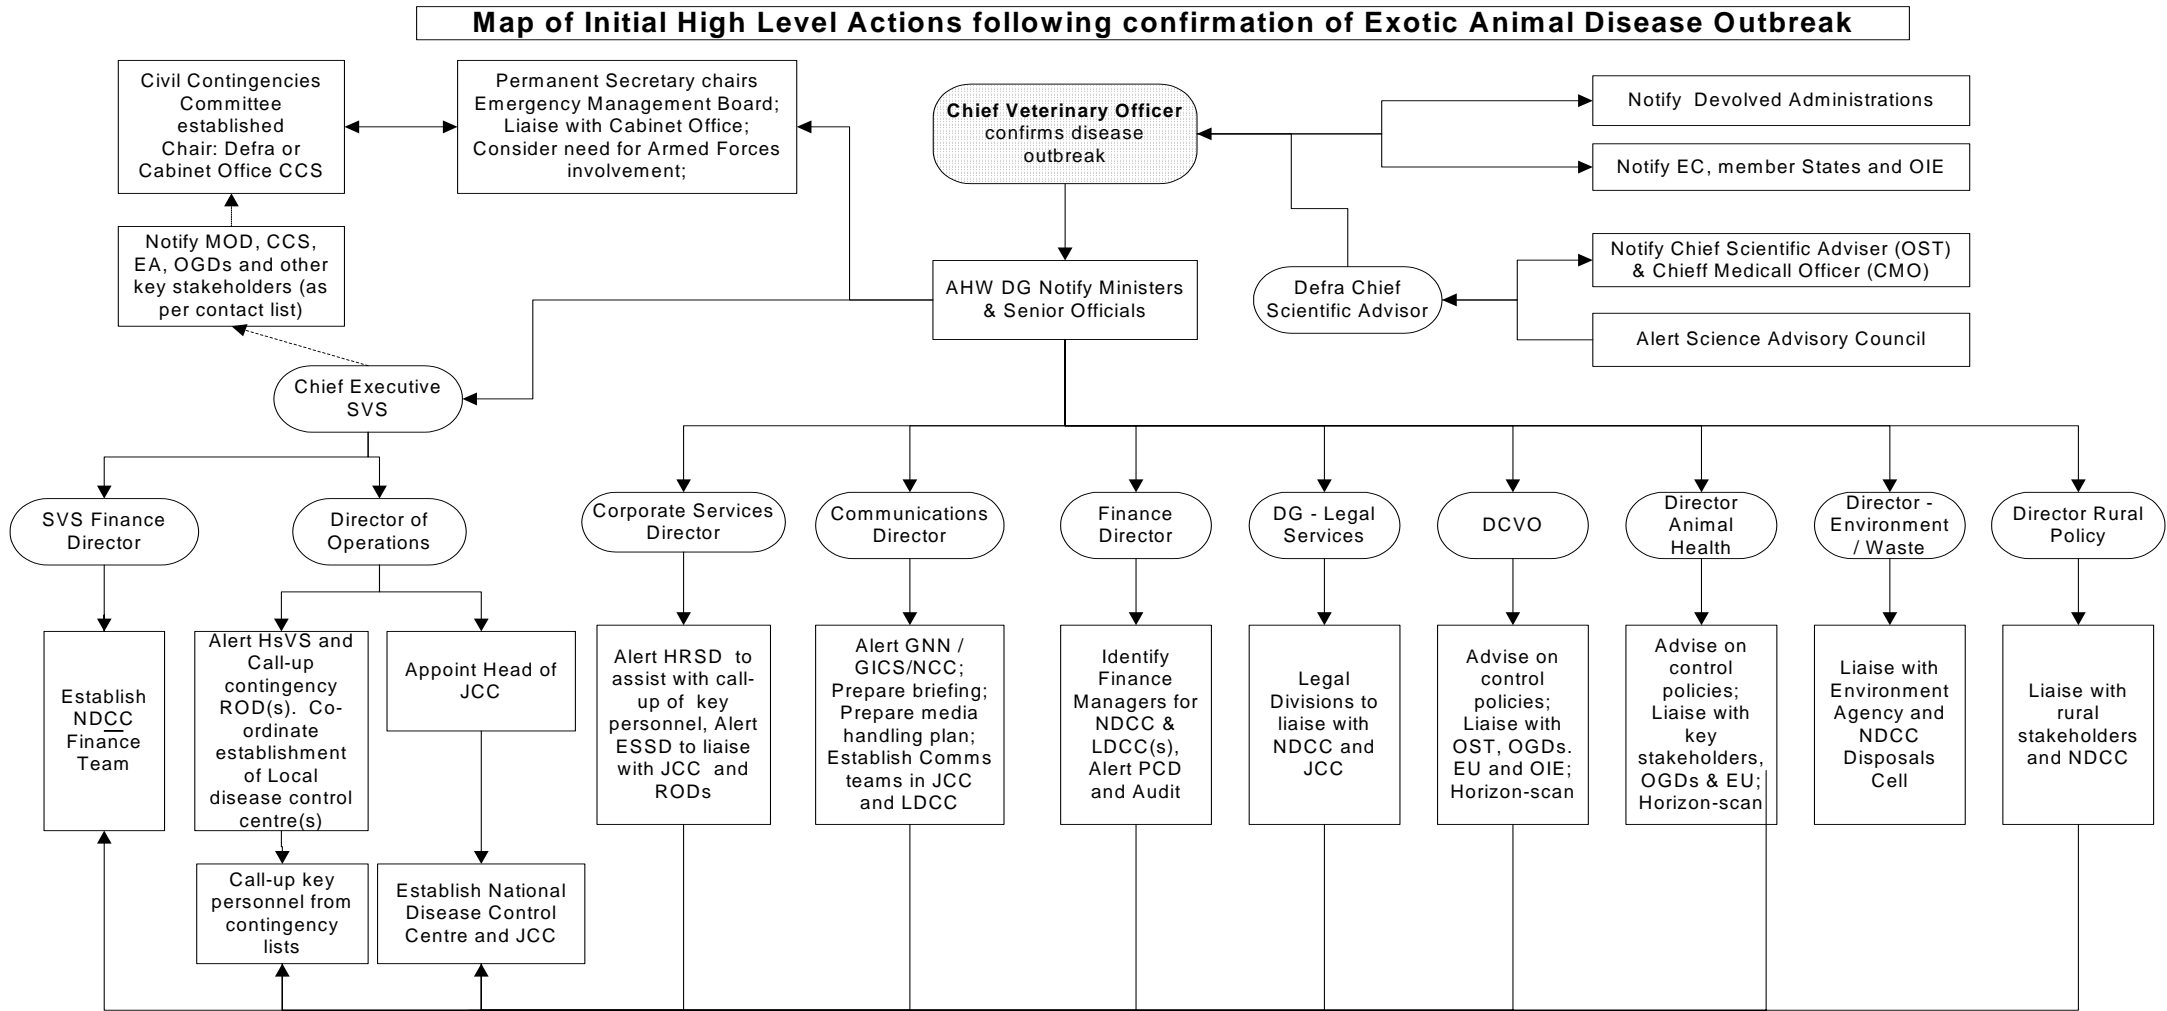 Map of Initial High Level Actions following confirmation of Exotic Animal Disease Outbreak
Civil Contingencies
Committee
established
Chair: Defra or
Cabinet Office CCS
Permanent Secretary chairs
Emergency Management Board;
Liaise with Cabinet Office;
Consider need for Armed Forces
involvement;
Chief Veterinary Officer
confirms disease
outbreak
Notify Devolved Administrations
Notify EC, member States and OIE
Notify MOD, CCS,
EA, OGDs and other
key stakeholders (as
per contact list)
AHW DG Notify Ministers
& Senior Officials
Defra Chief
Scientific Advisor
Notify Chief Scientific Adviser (OST)
& Chieff Medicall Officer (CMO)
Alert Science Advisory Council
Chief Executive
SVS
SVS Finance
Director
Director of
Operations
Corporate Services
Director
Communications
Director
Finance
Director
DG - Legal
Services
DCVO
Director
Animal
Health
Director -
Environment
/ Waste
Director Rural
Policy
Establish
NDCC
Finance
Team
Alert HsVS and
Call-up
contingency
ROD(s). Co-
ordinate
establishment
of Local
disease control
centre(s)
Appoint Head of
JCC
Alert HRSD to
assist with call-
up of key
personnel, Alert
ESSD to liaise
with JCC and
RODs
Alert GNN /
GICS/NCC;
Prepare briefing;
Prepare media
handling plan;
Establish Comms
teams in JCC
and LDCC
Identify
Finance
Managers for
NDCC &
LDCC(s),
Alert PCD
and Audit
Legal
Divisions to
liaise with
NDCC and
JCC
Advise on
control
policies;
Liaise with
OST, OGDs.
EU and OIE;
Horizon-scan
Advise on
control
policies;
Liaise with
key
stakeholders,
OGDs & EU;
Horizon-scan
Liaise with
Environment
Agency and
NDCC
Disposals
Cell
Liaise with
rural
stakeholders
and NDCC
Call-up key
personnel from
contingency
lists
Establish National
Disease Control
Centre and JCC